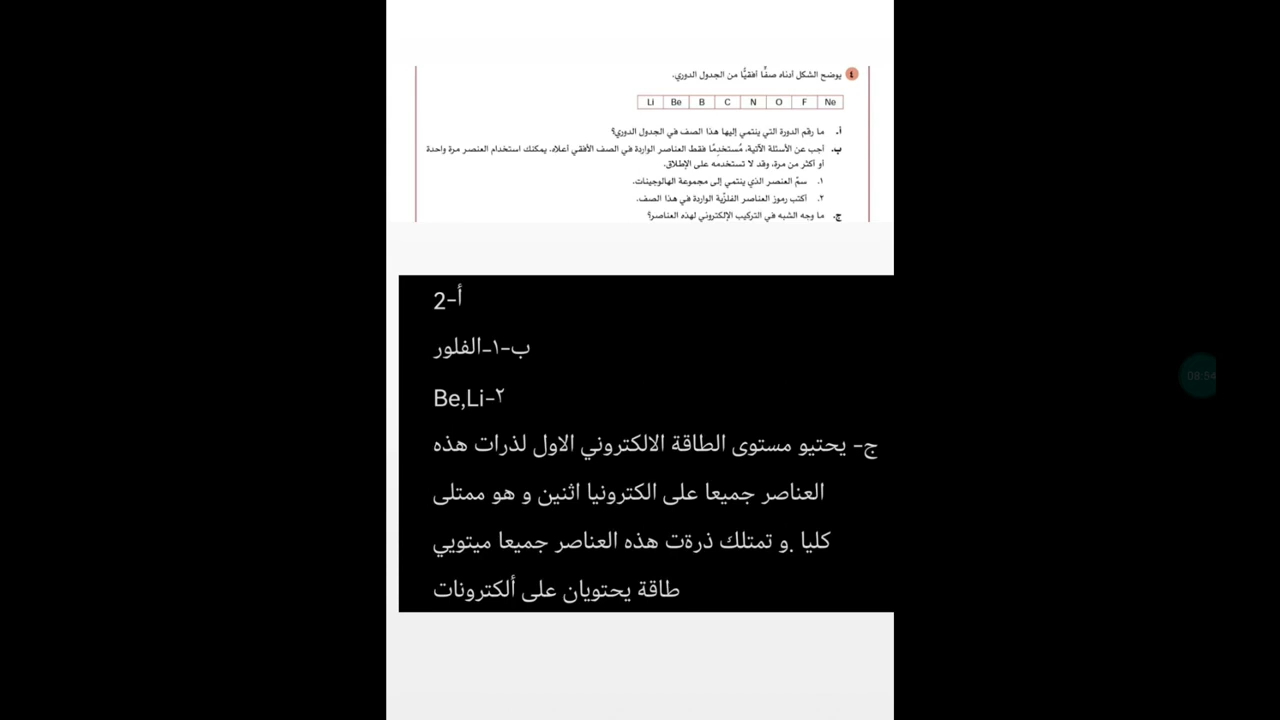 ٤ يوضح الشكل أدناه صفًّا أفقيًّا من الجدول الدوري.
Li Be B C N O F Ne
أ. ما رقم الدورة التي ينتمي إليها هذا الصف في الجدول الدوري؟
ب. أجب عن الأسئلة الآتية، مُستخدِمًا فقط العناصر الواردة في الصف الأفقي أعلاه. يمكنك استخدام العنصر مرة واحدة
أو أكثر من مرة، وقد لا تستخدمه على الإطلاق.
١. سمِّ العنصر الذي ينتمي إلى مجموعة الهالوجينات.
٢. اكتب رموز العناصر الفلزّية الواردة في هذا الصف.
ج. ما وجه الشبه في التركيب الإلكتروني لهذه العناصر؟
أ-2
ب-١-الفلور
٢-Be,Li
ج- يحتيو مستوى الطاقة الالكتروني الاول لذرات هذه
العناصر جميعا على الكترونيا اثنين و هو ممتلى
كليا .و تمتلك ذرةت هذه العناصر جميعا ميتويي
طاقة يحتويان على ألكترونات
08:54